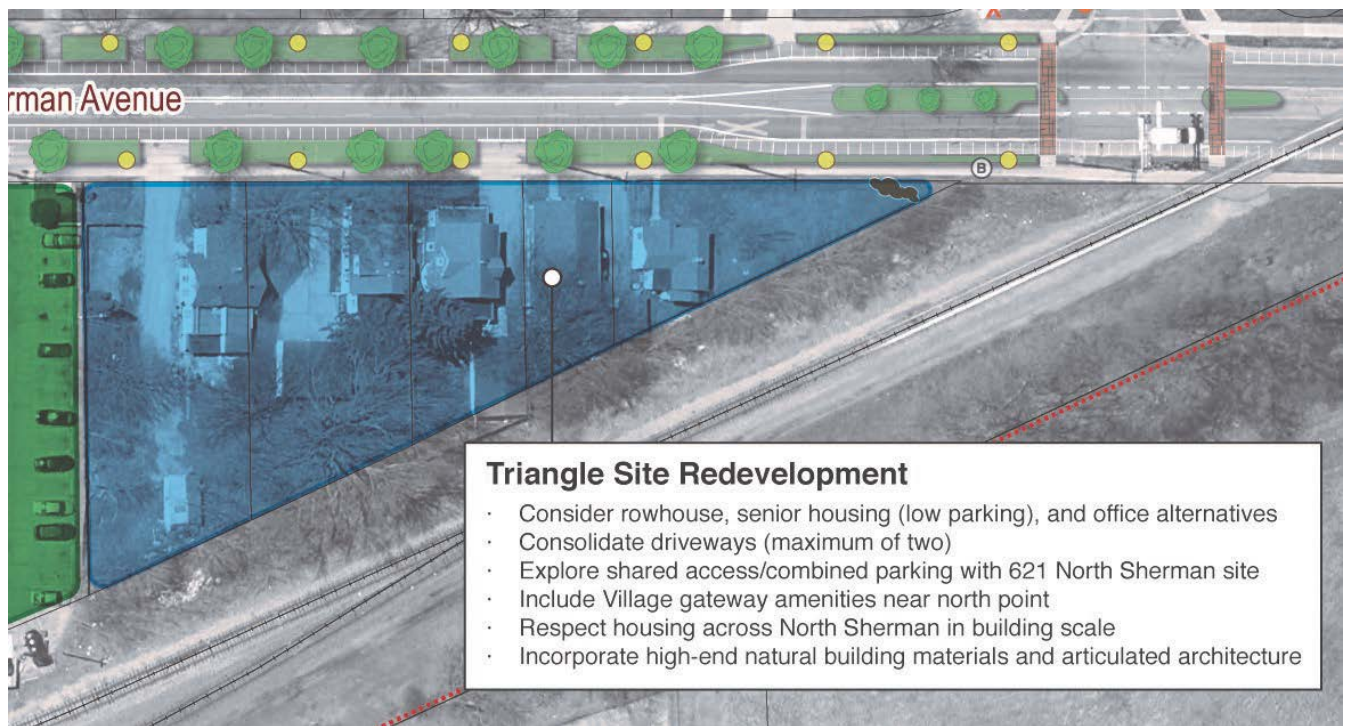 rman Avenue
B
Triangle Site Redevelopment
· Consider rowhouse, senior housing (low parking), and office alternatives
· Consolidate driveways (maximum of two)
· Explore shared access/combined parking with 621 North Sherman site
· Include Village gateway amenities near north point
· Respect housing across North Sherman in building scale
· Incorporate high-end natural building materials and articulated architecture